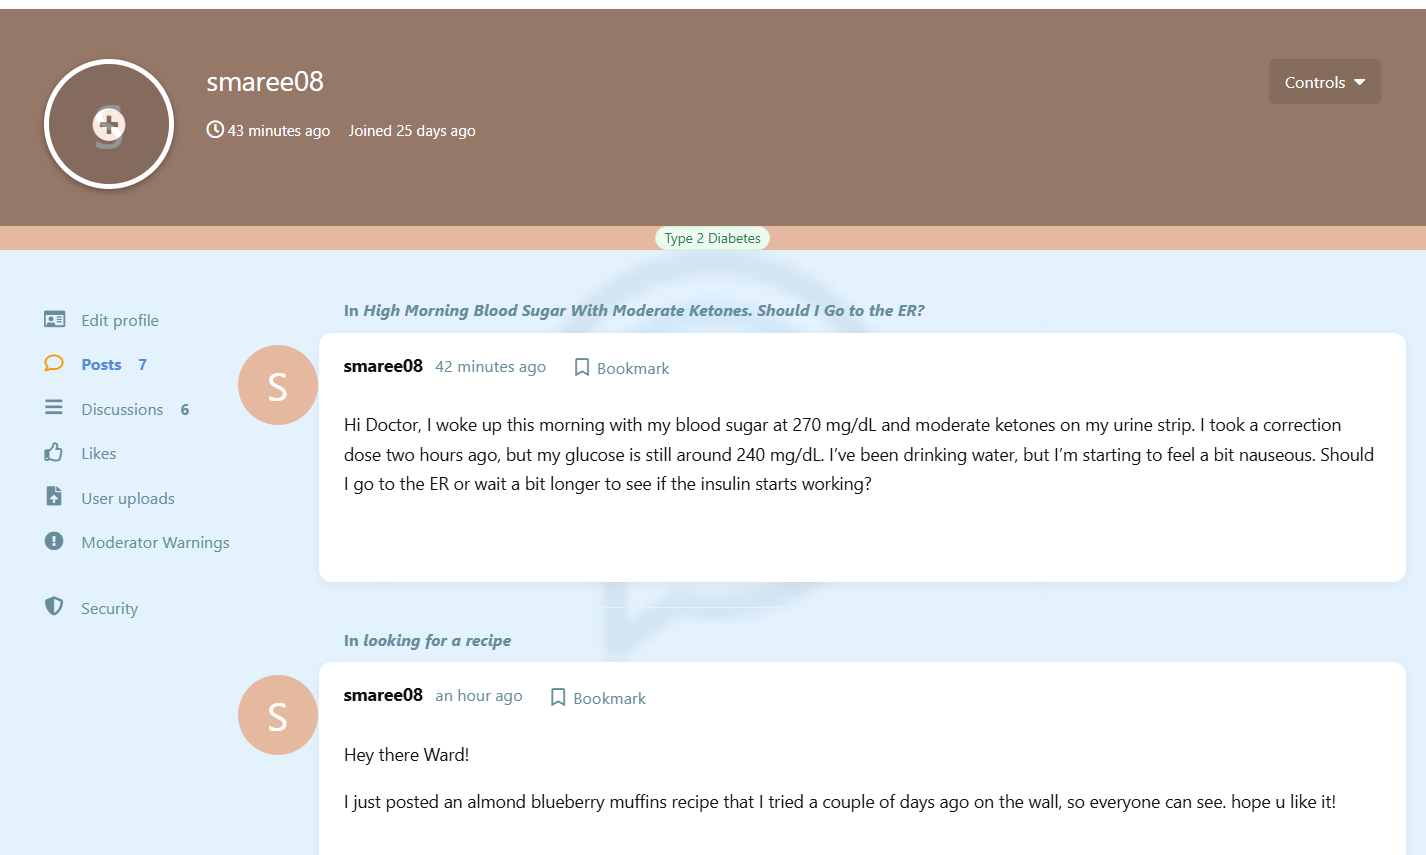 smaree08
Controls
43 minutes ago Joined 25 days ago
S
Type 2 Diabetes
Edit profile
Posts 7
Discussions 6
Likes
User uploads
Moderator Warnings
Security
In High Morning Blood Sugar With Moderate Ketones. Should I Go to the ER?
S
smaree08 42 minutes ago Bookmark
Hi Doctor, I woke up this morning with my blood sugar at 270 mg/dL and moderate ketones on my urine strip. I took a correction
dose two hours ago, but my glucose is still around 240 mg/dL. I’ve been drinking water, but I’m starting to feel a bit nauseous. Should
I go to the ER or wait a bit longer to see if the insulin starts working?
In looking for a recipe
S
smaree08 an hour ago Bookmark
Hey there Ward!
I just posted an almond blueberry muffins recipe that I tried a couple of days ago on the wall, so everyone can see. hope u like it!